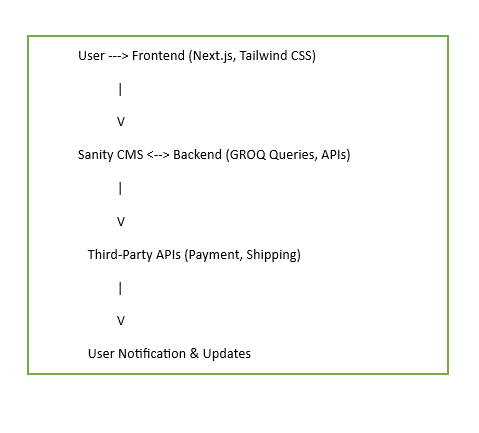 User ---> Frontend (Next.js, Tailwind CSS)
|
V
Sanity CMS <--> Backend (GROQ Queries, APIs)
|
V
Third-Party APIs (Payment, Shipping)
|
V
User Notification & Updates